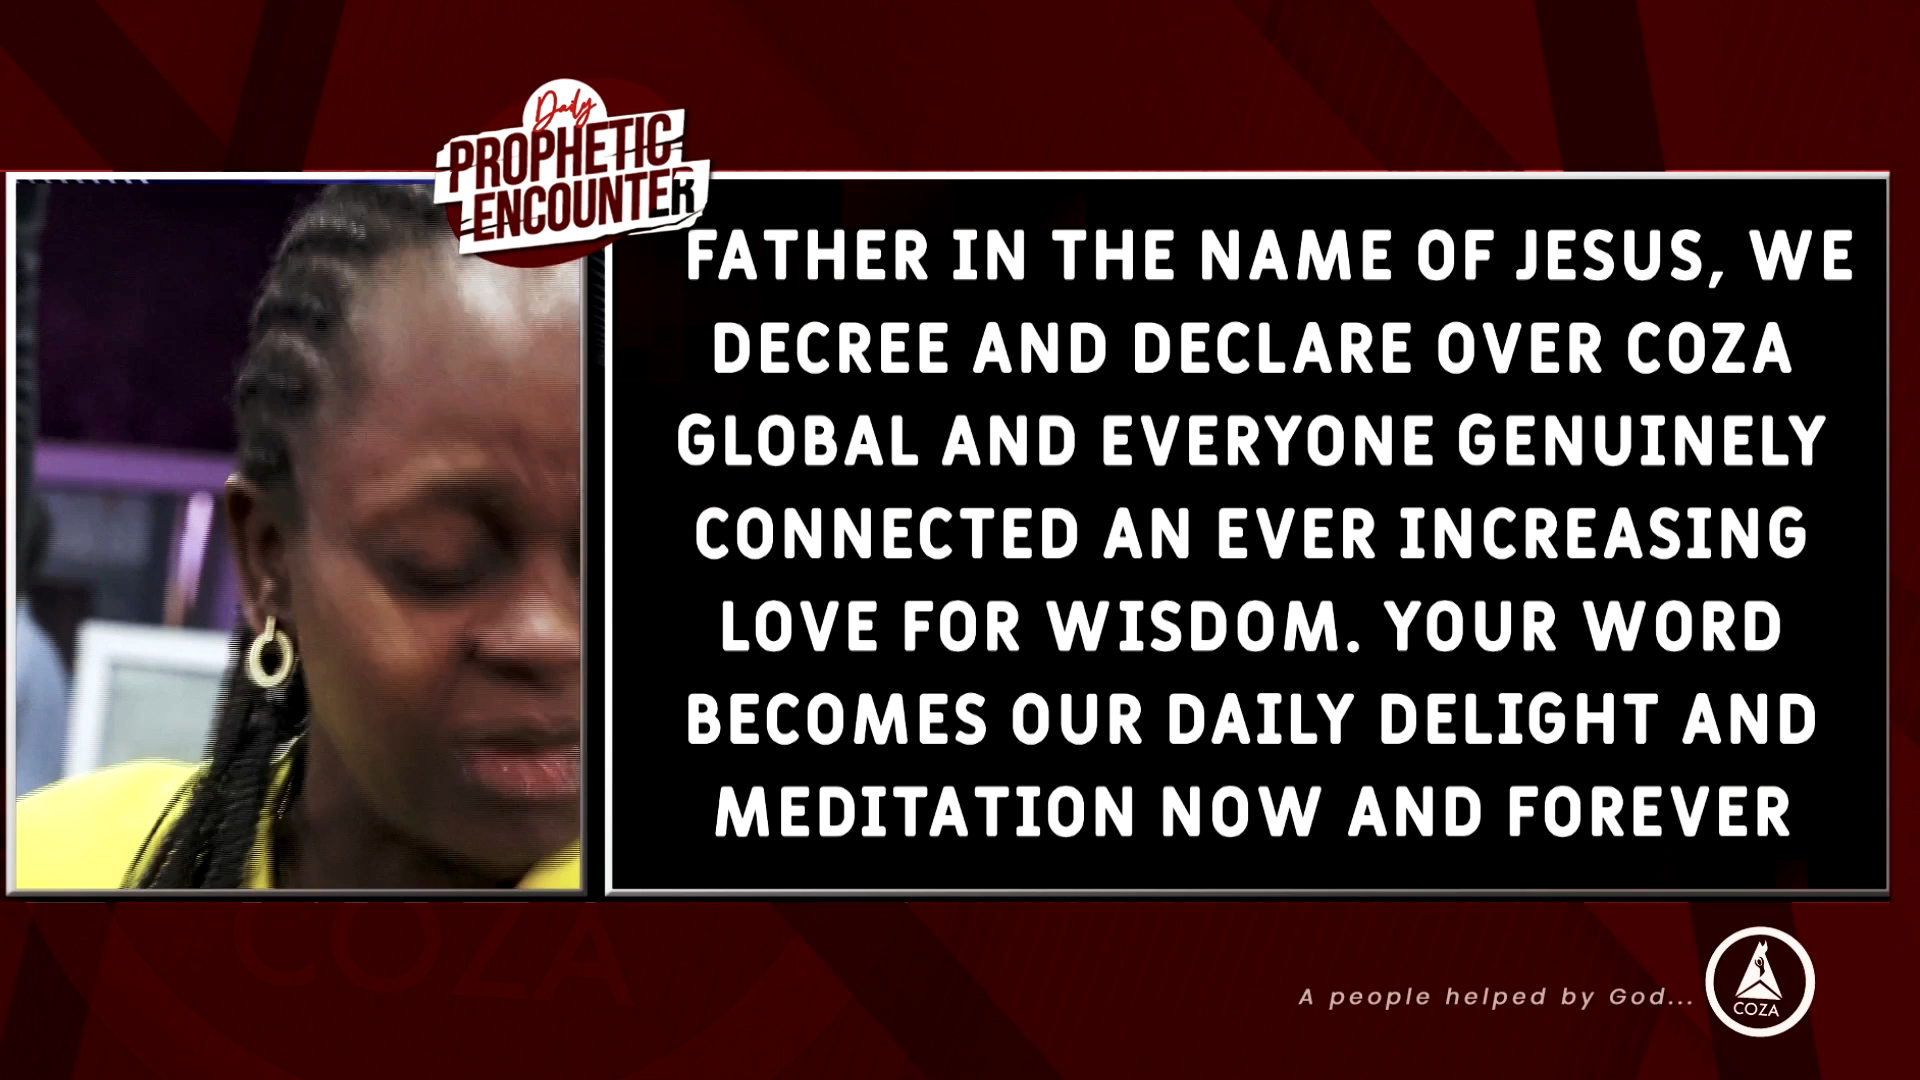 Daily
PROPHETIC
ENCOUNTER
FATHER IN THE NAME OF JESUS, WE
DECREE AND DECLARE OVER COZA
GLOBAL AND EVERYONE GENUINELY
CONNECTED AN EVER INCREASING
LOVE FOR WISDOM. YOUR WORD
BECOMES OUR DAILY DELIGHT AND
MEDITATION NOW AND FOREVER
COZA
A people helped by God...
COZA